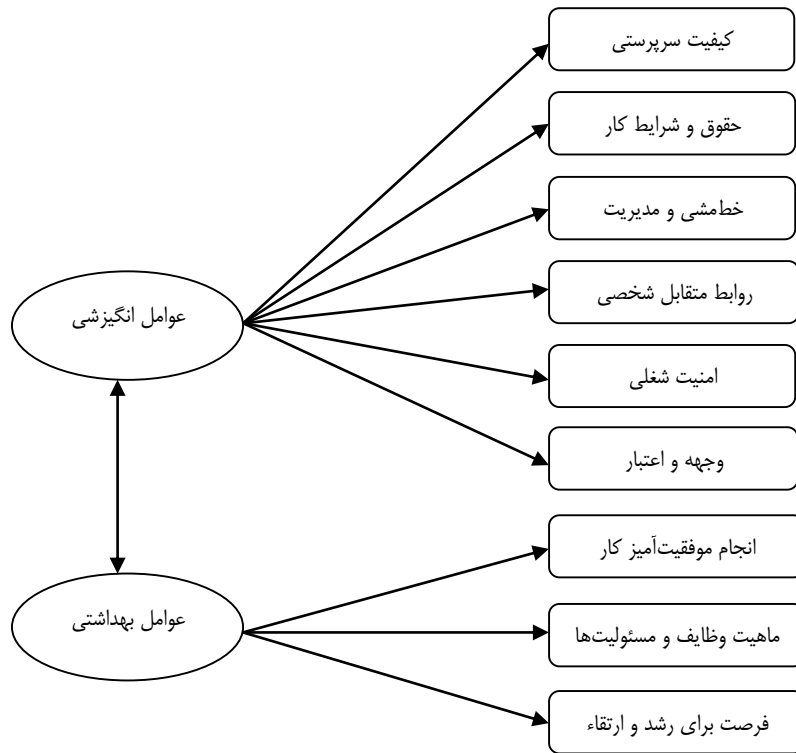 کیفیت سرپرستی
حقوق و شرایط کار
خط‌مشی و مدیریت
روابط متقابل شخصی
عوامل انگیزشی
امنیت شغلی
وجهه و اعتبار
انجام موفقیت‌آمیز کار
عوامل بهداشتی
ماهیت وظایف و مسئولیت‌ها
فرصت برای رشد و ارتقاء